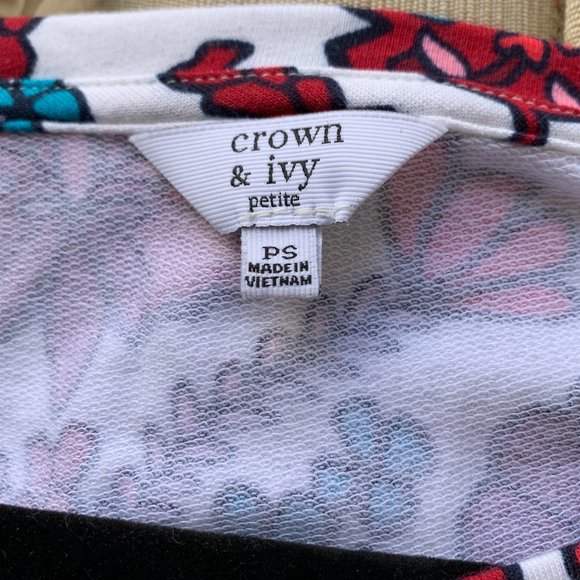 crown
& ivy
petite
PS
MADE IN
VIETNAM